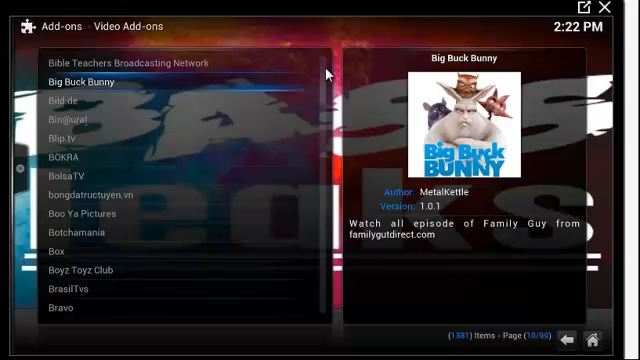 Add-ons - Video Add-ons
2:22 PM
Bible Teachers Broadcasting Network
Big Buck Bunny
Bild.de
Bin@ural
Blip.tv
BOKRA
BolsaTV
bongdatructuyen.vn
Boo Ya Pictures
Botchamania
Box
Boyz Toyz Club
BrasilTvs
Bravo
Big Buck Bunny
Big Buck
BUNNY
Author: MetalKettle
Version: 1.0.1
Watch all episode of Family Guy from
familygutdirect.com
(1381) Items - Page (10/99)